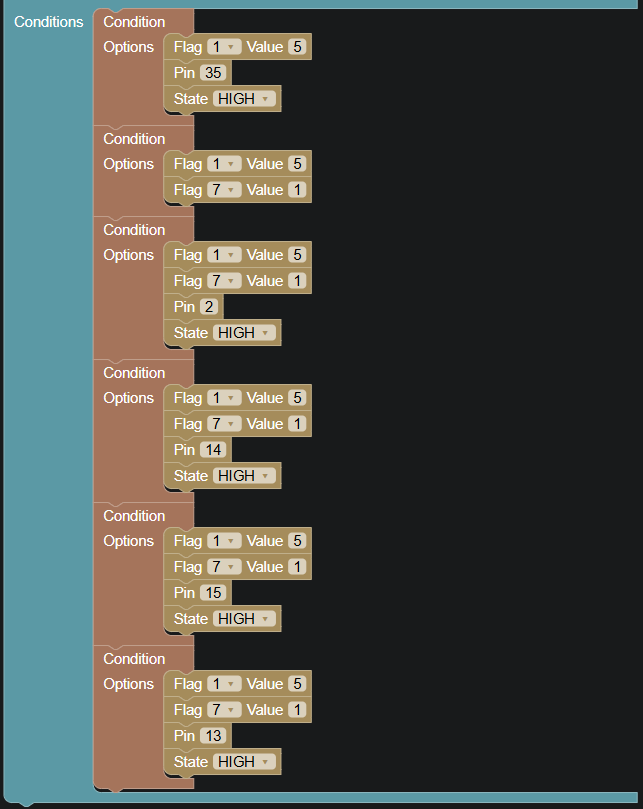 Conditions Condition
Options Flag 1 Value 5
Pin 35
State HIGH
Condition
Options Flag 1 Value 5
Flag 7 Value 1
Condition
Options Flag 1 Value 5
Flag 7 Value 1
Pin 2
State HIGH
Condition
Options Flag 1 Value 5
Flag 7 Value 1
Pin 14
State HIGH
Condition
Options Flag 1 Value 5
Flag 7 Value 1
Pin 15
State HIGH
Condition
Options Flag 1 Value 5
Flag 7 Value 1
Pin 13
State HIGH